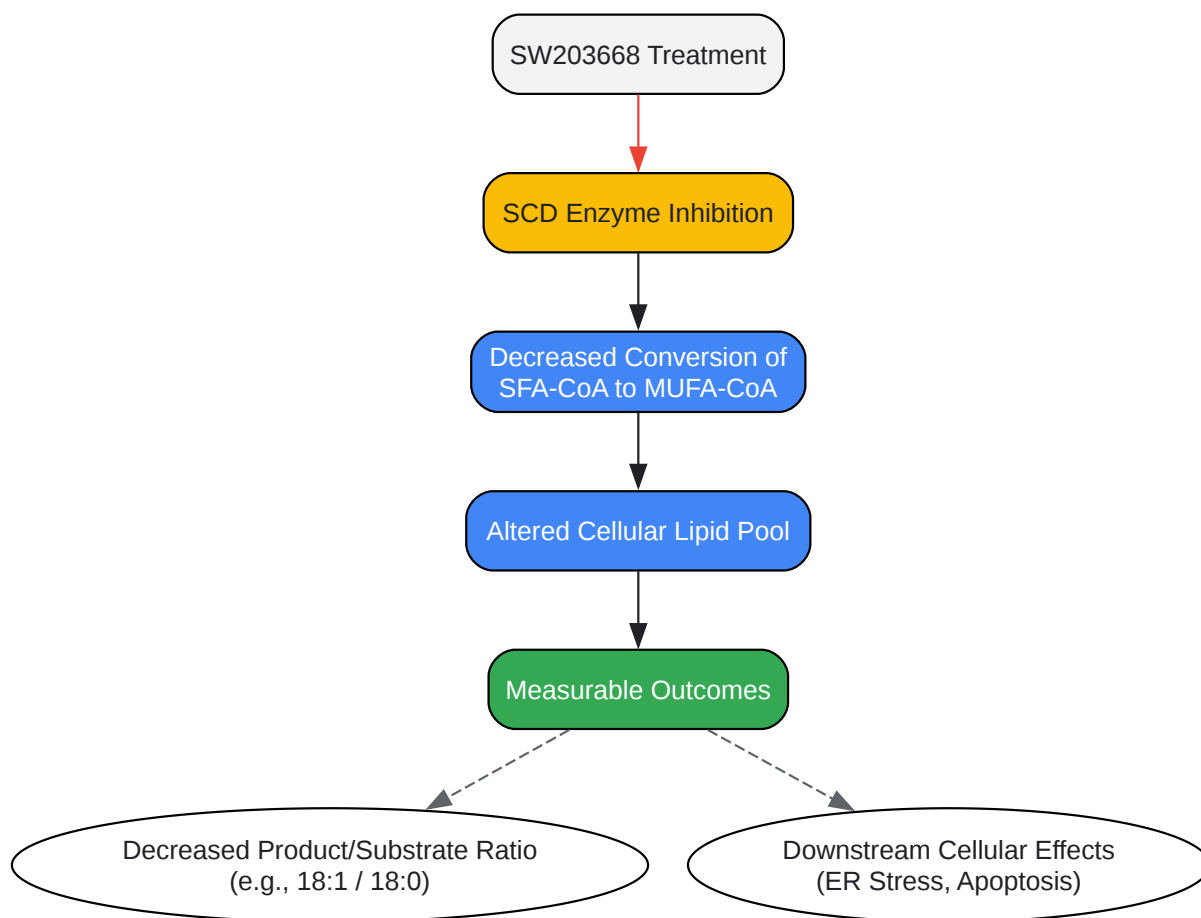 SW203668 Treatment
SCD Enzyme Inhibition
Decreased Conversion of
SFA-CoA to MUFA-CoA
Altered Cellular Lipid Pool
Measurable Outcomes
Decreased Product/Substrate Ratio
(e.g., 18:1 / 18:0)
Downstream Cellular Effects
(ER Stress, Apoptosis)